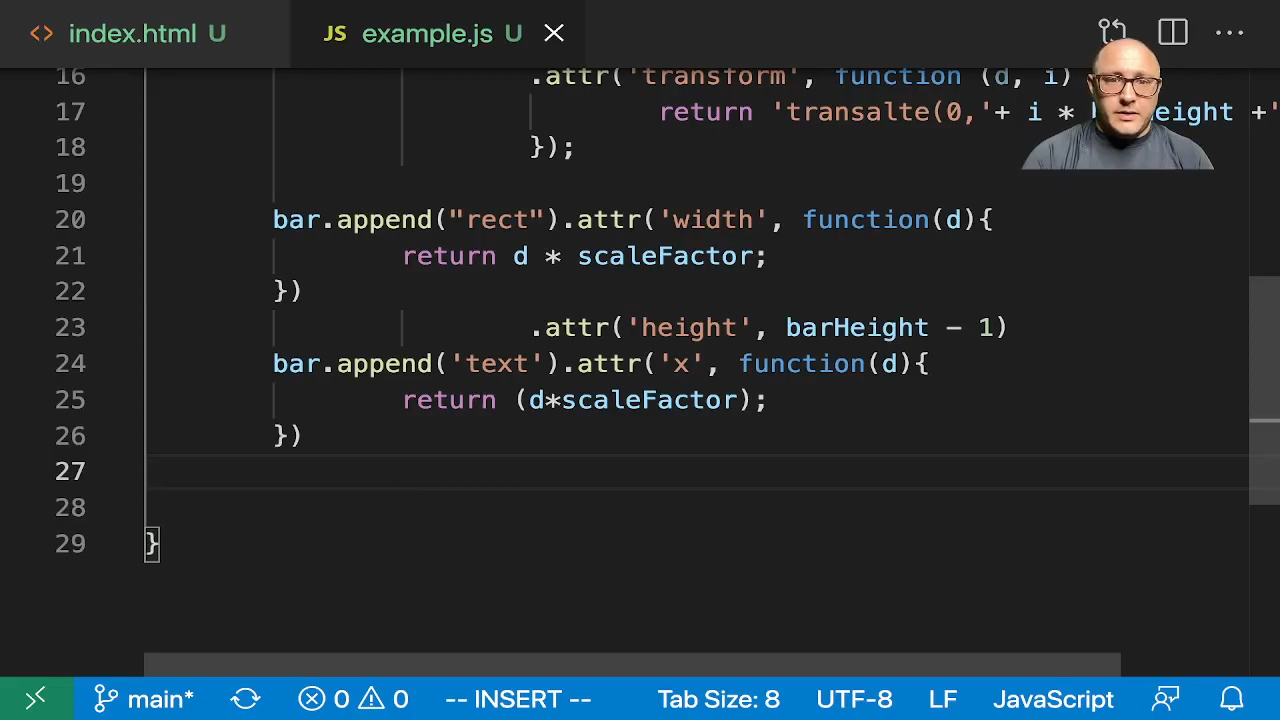 index.html U JS example.js U
16 .attr('transform', function (d, i)
17 return 'transalte(0,'+ i * eight +'
18 });
19
20 bar.append("rect").attr('width', function(d){
21 return d * scaleFactor;
22 })
23 .attr('height', barHeight - 1)
24 bar.append('text').attr('x', function(d){
25 return (d*scaleFactor);
26 })
27
28
29 }
main* 0 0 -- INSERT -- Tab Size: 8 UTF-8 LF JavaScript